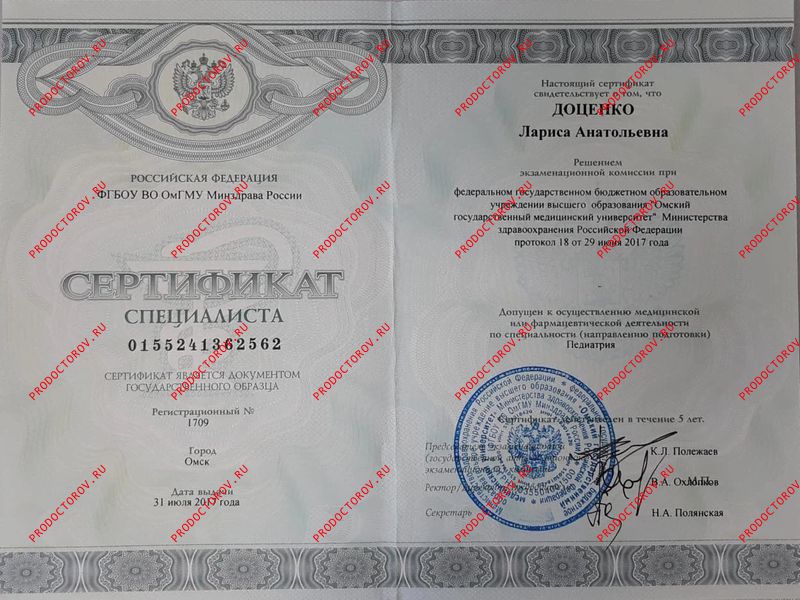 РОССИЙСКАЯ ФЕДЕРАЦИЯ
ФГБОУ ВО ОмГМУ Минздрава России
СЕРТИФИКАТ
СПЕЦИАЛИСТА
0155241362562
СЕРТИФИКАТ ЯВЛЯЕТСЯ ДОКУМЕНТОМ
ГОСУДАРСТВЕННОГО ОБРАЗЦА
Регистрационный №
1709
Город
Омск
Дата выдачи
31 июля 2017 года
Настоящий сертификат
свидетельствует о том, что
ДОЦЕНКО
Лариса Анатольевна
Решением
экзаменационной комиссии при
федеральном государственном бюджетном образовательном
учреждении высшего образования "Омский
государственный медицинский университет" Министерства
здравоохранения Российской Федерации
протокол 18 от 29 июня 2017 года
-
Допущен к осуществлению медицинской
или фармацевтической деятельности
по специальности (направлению подготовки)
Педиатрия
Сертификат действителен в течение 5 лет.
Председатель
(государственной
экзаменационной
К.Л. Полежаев
Ректор
В.А. Охлопков
М.П.
Секретарь
Н.А. Полянская
PRODOCTOROV.RU